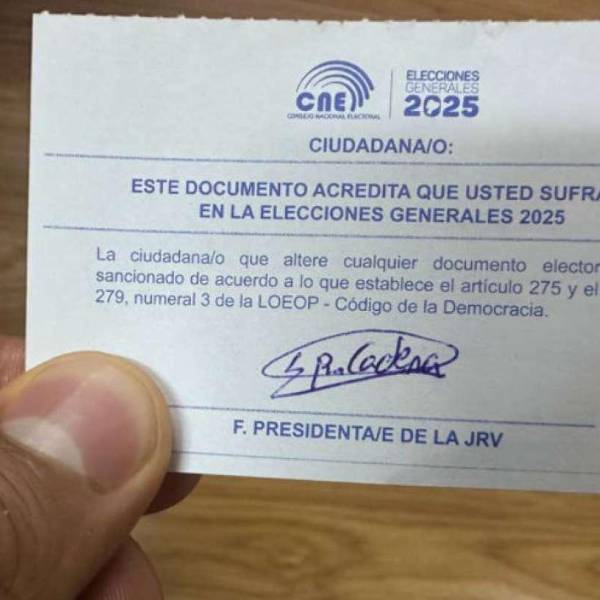 CNE
CONSEJO NACIONAL ELECTORAL
ELECCIONES
GENERALES
2025
CIUDADANA/O:
ESTE DOCUMENTO ACREDITA QUE USTED SUFRA
EN LA ELECCIONES GENERALES 2025
La ciudadana/o que altere cualquier documento elector
sancionado de acuerdo a lo que establece el artículo 275 y el
279, numeral 3 de la LOEOP - Código de la Democracia.
F. PRESIDENTA/E DE LA JRV